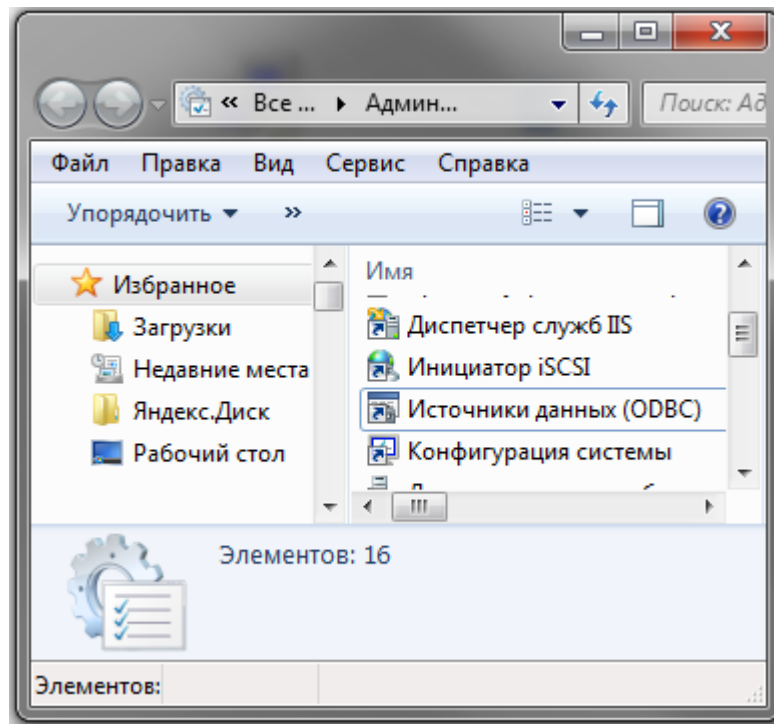 « Все ... Админ... Поиск: Ад
Файл Правка Вид Сервис Справка
Упорядочить »
Избранное
Загрузки
Недавние места
Яндекс.Диск
Рабочий стол
Имя
Диспетчер служб IIS
Инициатор iSCSI
Источники данных (ODBC)
Конфигурация системы
Элементов: 16
Элементов: